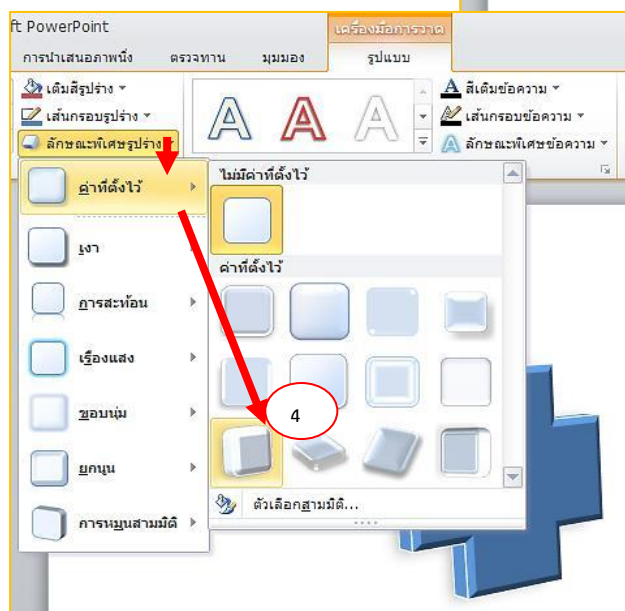 ft PowerPoint
เครื่องมือการวาด
การนำเสนอภาพนิ่ง ตรวจทาน มุมมอง รูปแบบ
เติมสีรูปร่าง
เส้นกรอบรูปร่าง
ลักษณะพิเศษรูปร่าง
A A A
A สีเติมข้อความ
เส้นกรอบข้อความ
A ลักษณะพิเศษข้อความ
ค่าที่ตั้งไว้
เงา
การสะท้อน
เรืองแสง
ขอบนุ่ม
ยกนูน
การหมุนสามมิติ
ไม่มีค่าที่ตั้งไว้
ค่าที่ตั้งไว้
4
ตัวเลือกสามมิติ...